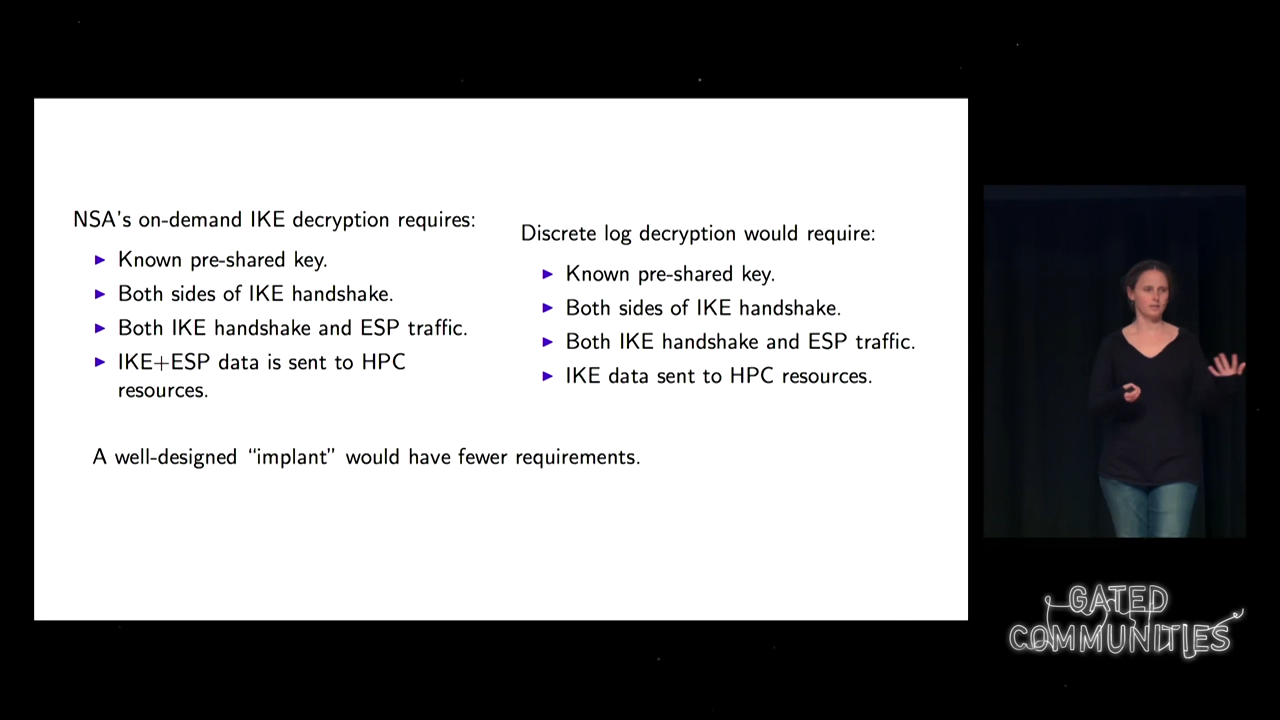 NSA's on-demand IKE decryption requires:
► Known pre-shared key.
► Both sides of IKE handshake.
► Both IKE handshake and ESP traffic.
► IKE+ESP data is sent to HPC
resources.
Discrete log decryption would require:
► Known pre-shared key.
► Both sides of IKE handshake.
► Both IKE handshake and ESP traffic.
► IKE data sent to HPC resources.
A well-designed “implant” would have fewer requirements.
GATED
COMMUNITIES